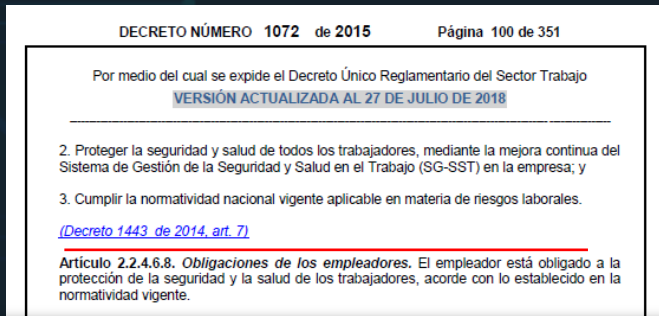 DECRETO NÚMERO 1072 de 2015 Página 100 de 351
Por medio del cual se expide el Decreto Único Reglamentario del Sector Trabajo
VERSIÓN ACTUALIZADA AL 27 DE JULIO DE 2018
2. Proteger la seguridad y salud de todos los trabajadores, mediante la mejora continua del
Sistema de Gestión de la Seguridad y Salud en el Trabajo (SG-SST) en la empresa; y
3. Cumplir la normatividad nacional vigente aplicable en materia de riesgos laborales.
(Decreto 1443 de 2014, art. 7)
Artículo 2.2.4.6.8. Obligaciones de los empleadores. El empleador está obligado a la
protección de la seguridad y la salud de los trabajadores, acorde con lo establecido en la
normatividad vigente.